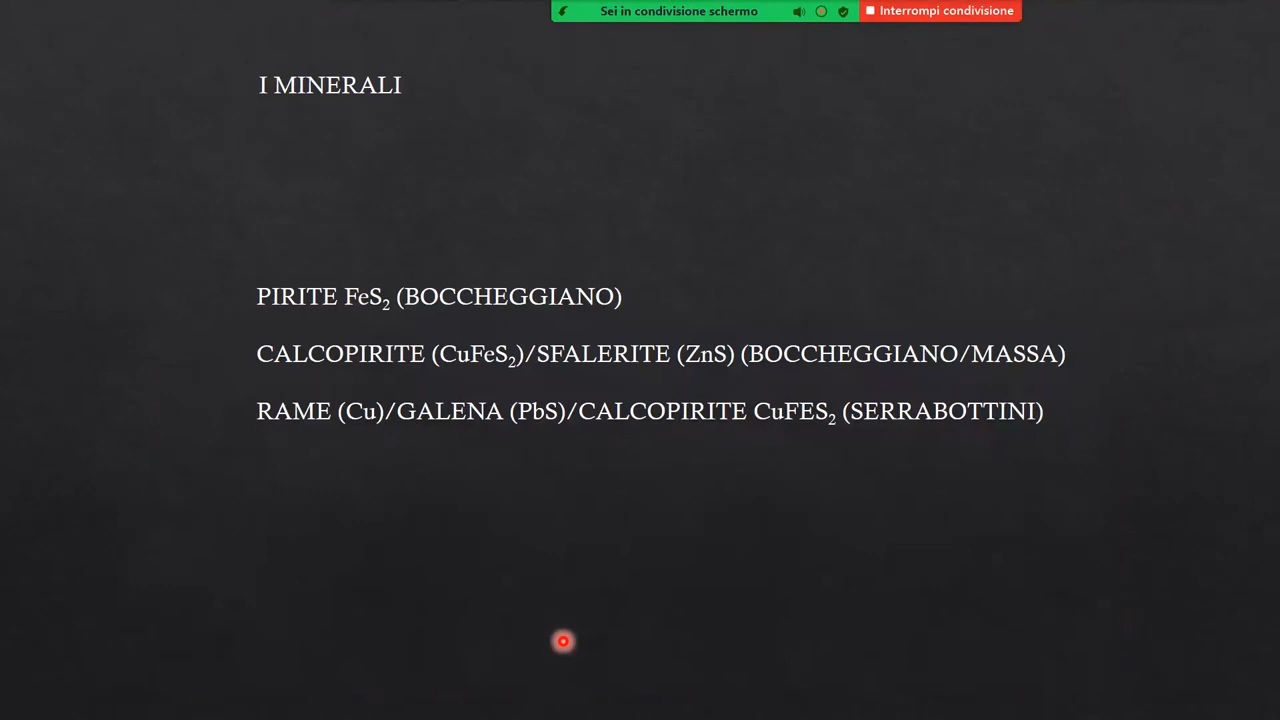 Sei in condivisione schermo
Interrompi condivisione
I MINERALI
PIRITE FeS₂ (BOCCHEGGIANO)
CALCOPIRITE (CuFeS₂)/SFALERITE (ZnS) (BOCCHEGGIANO/MASSA)
RAME (Cu)/GALENA (PbS)/CALCOPIRITE CuFES₂ (SERRABOTTINI)